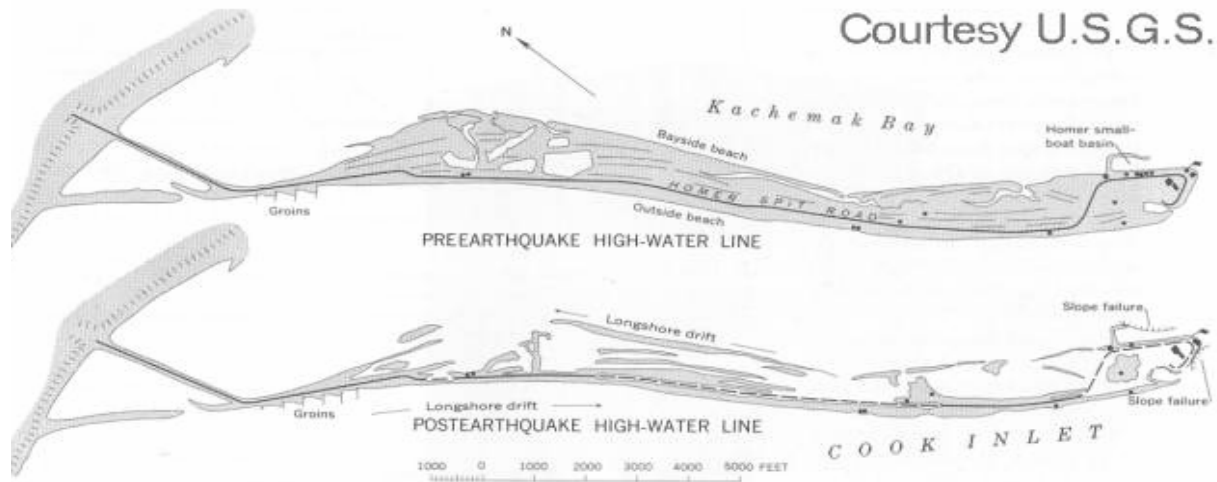 Courtesy U.S.G.S.
N
Kachemak Bay
Homer small-
boat basin
Bayside beach
HOMER SPIT ROAD
Groins
Outside beach
PREEARTHQUAKE HIGH-WATER LINE
Slope failure
Longshore drift
Groins
Longshore drift
Slope failure
POSTEARTHQUAKE HIGH-WATER LINE
COOK INLET
1000 0 1000 2000 3000 4000 5000 FEET